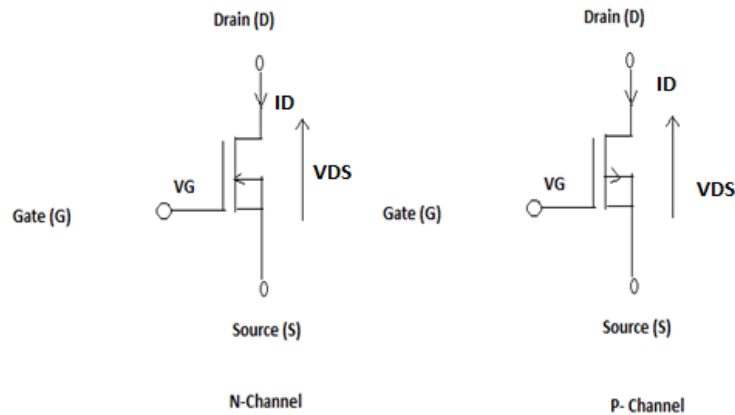 Drain (D)
ID
VDS
VG
Gate (G)
Source (S)
N-Channel
Drain (D)
ID
VDS
VG
Gate (G)
Source (S)
P- Channel